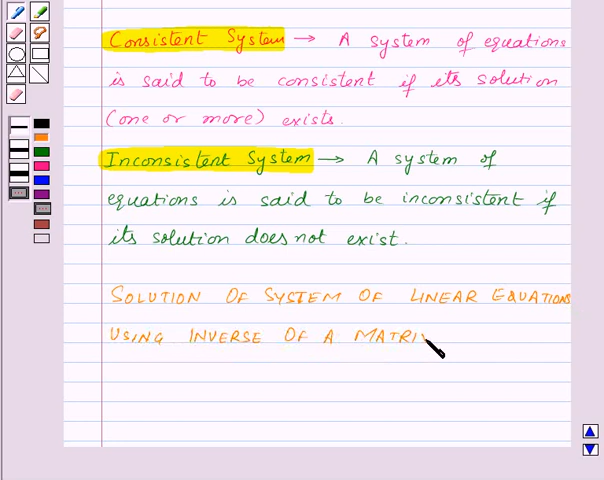 Consistent System → A system of equations
is said to be consistent if its solution
(one or more) exists.
Inconsistent System → A system of
equations is said to be inconsistent if
its solution does not exist.
SOLUTION OF SYSTEM OF LINEAR EQUATIONS
USING INVERSE OF A MATRI